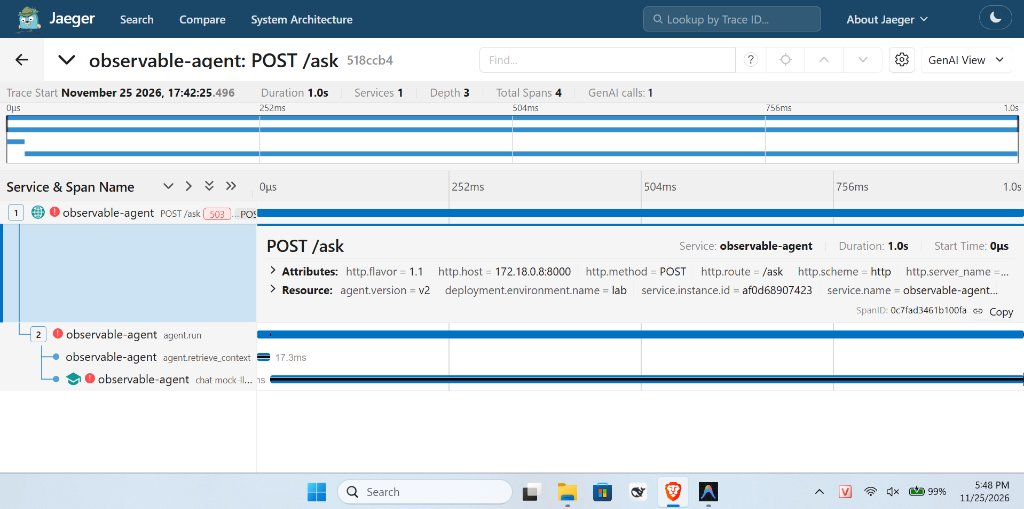 Jaeger Search Compare System Architecture Lookup by Trace ID... About Jaeger
observable-agent: POST /ask 518ccb4 Find... ? GenAI View
Trace Start November 25 2026, 17:42:25.496 Duration 1.0s Services 1 Depth 3 Total Spans 4 GenAI calls: 1
0μs 252ms 504ms 756ms 1.0s
Service & Span Name 0μs 252ms 504ms 756ms 1.0s
1 observable-agent POST /ask 503 ... POS
POST /ask Service: observable-agent Duration: 1.0s Start Time: 0μs
Attributes: http.flavor = 1.1 http.host = 172.18.0.8:8000 http.method = POST http.route = /ask http.scheme = http http.server_name =...
Resource: agent.version = v2 deployment.environment.name = lab service.instance.id = af0d68907423 service.name = observable-agent...
SpanID: 0c7fad3461b100fa Copy
2 observable-agent agent.run
observable-agent agent.retrieve_context 17.3ms
observable-agent chat mock-ll... ns
Search V 99% 5:48 PM
11/25/2026